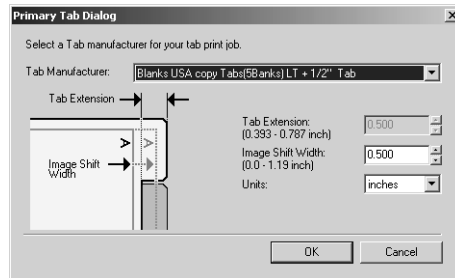 Primary Tab Dialog
Select a Tab manufacturer for your tab print job.
Tab Manufacturer: Blanks USA copy Tabs(5Banks) LT + 1/2" Tab
Tab Extension
A A
Image Shift
Width
Tab Extension: 0.500
(0.393 - 0.787 inch)
Image Shift Width: 0.500
(0.0 - 1.19 inch)
Units: inches
OK Cancel